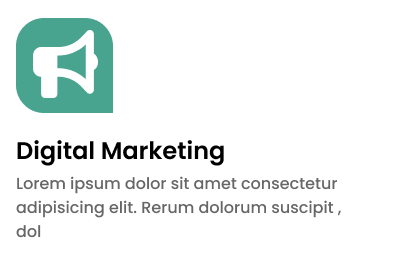 Digital Marketing
Lorem ipsum dolor sit amet consectetur
adipisicing elit. Rerum dolorum suscipit ,
dol